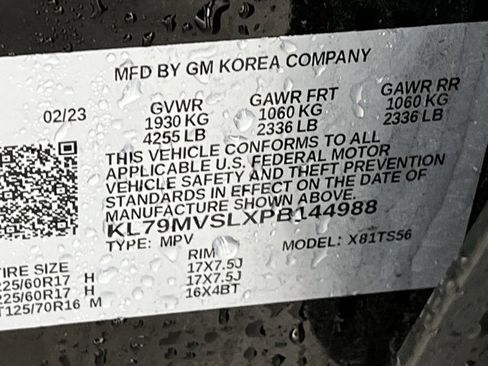 MFD BY GM KOREA COMPANY
02/23 GVWR GAWR FRT GAWR RR
1930 KG 1060 KG 1060 KG
4255 LB 2336 LB 2336 LB
THIS VEHICLE CONFORMS TO ALL
APPLICABLE U.S. FEDERAL MOTOR
VEHICLE SAFETY AND THEFT PREVENTION
STANDARDS IN EFFECT ON THE DATE OF
MANUFACTURE SHOWN ABOVE.
KL79MVSLXPB144988
TYPE: MPV MODEL: X81TS56
TIRE SIZE RIM
225/60R17 H 17X7.5J
225/60R17 H 17X7.5J
T125/70R16 M 16X4BT